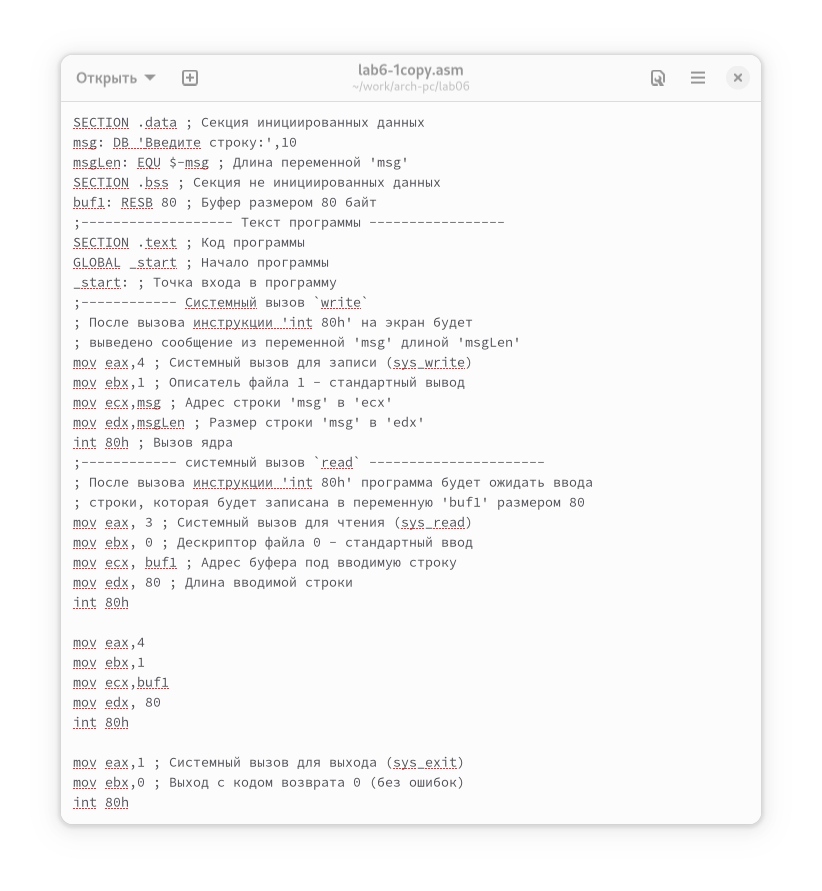 Открыть
lab6-1copy.asm
~/work/arch-pc/lab06
SECTION .data ; Секция инициированных данных
msg: DB 'Введите строку:',10
msgLen: EQU $-msg ; Длина переменной 'msg'
SECTION .bss ; Секция не инициированных данных
buf1: RESB 80 ; Буфер размером 80 байт
;------------------- Текст программы -----------------
SECTION .text ; Код программы
GLOBAL _start ; Начало программы
_start: ; Точка входа в программу
;------------ Системный вызов `write`
; После вызова инструкции 'int 80h' на экран будет
; выведено сообщение из переменной 'msg' длиной 'msgLen'
mov eax,4 ; Системный вызов для записи (sys_write)
mov ebx,1 ; Описатель файла 1 - стандартный вывод
mov ecx,msg ; Адрес строки 'msg' в 'ecx'
mov edx,msgLen ; Размер строки 'msg' в 'edx'
int 80h ; Вызов ядра
;------------ системный вызов `read` ----------------------
; После вызова инструкции 'int 80h' программа будет ожидать ввода
; строки, которая будет записана в переменную 'buf1' размером 80
mov eax, 3 ; Системный вызов для чтения (sys_read)
mov ebx, 0 ; Дескриптор файла 0 - стандартный ввод
mov ecx, buf1 ; Адрес буфера под вводимую строку
mov edx, 80 ; Длина вводимой строки
int 80h
mov eax,4
mov ebx,1
mov ecx,buf1
mov edx, 80
int 80h
mov eax,1 ; Системный вызов для выхода (sys_exit)
mov ebx,0 ; Выход с кодом возврата 0 (без ошибок)
int 80h